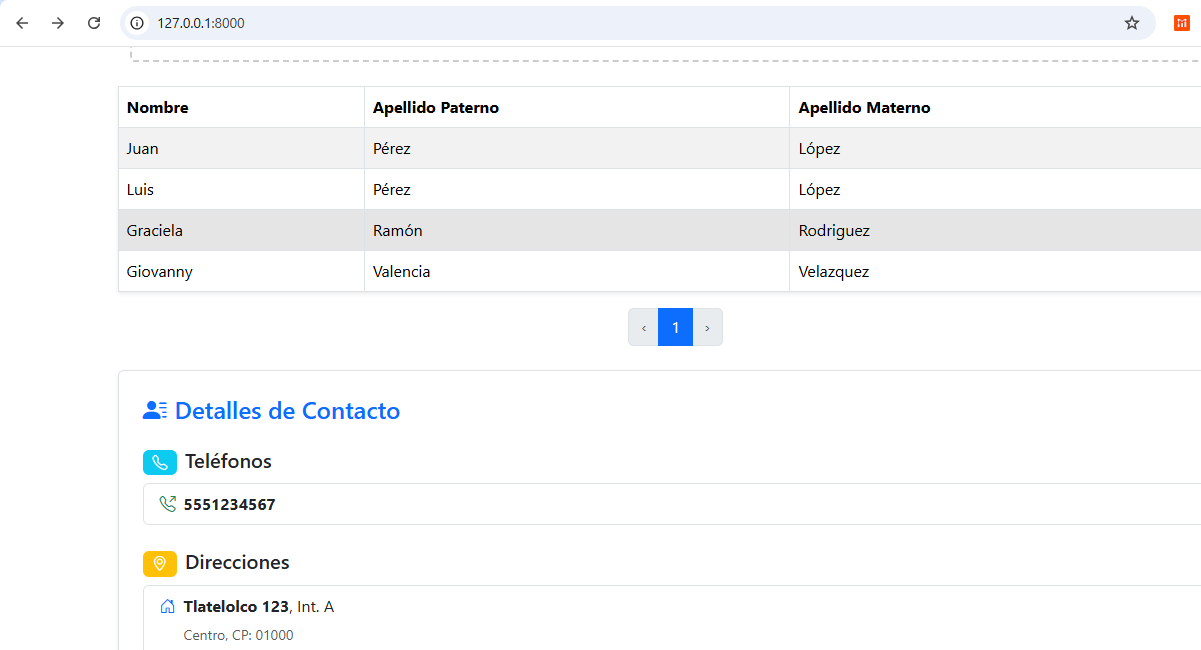 127.0.0.1:8000
Nombre Apellido Paterno Apellido Materno
Juan Pérez López
Luis Pérez López
Graciela Ramón Rodriguez
Giovanny Valencia Velazquez
‹ 1 ›
Detalles de Contacto
Teléfonos
5551234567
Direcciones
Tlatelolco 123, Int. A
Centro, CP: 01000